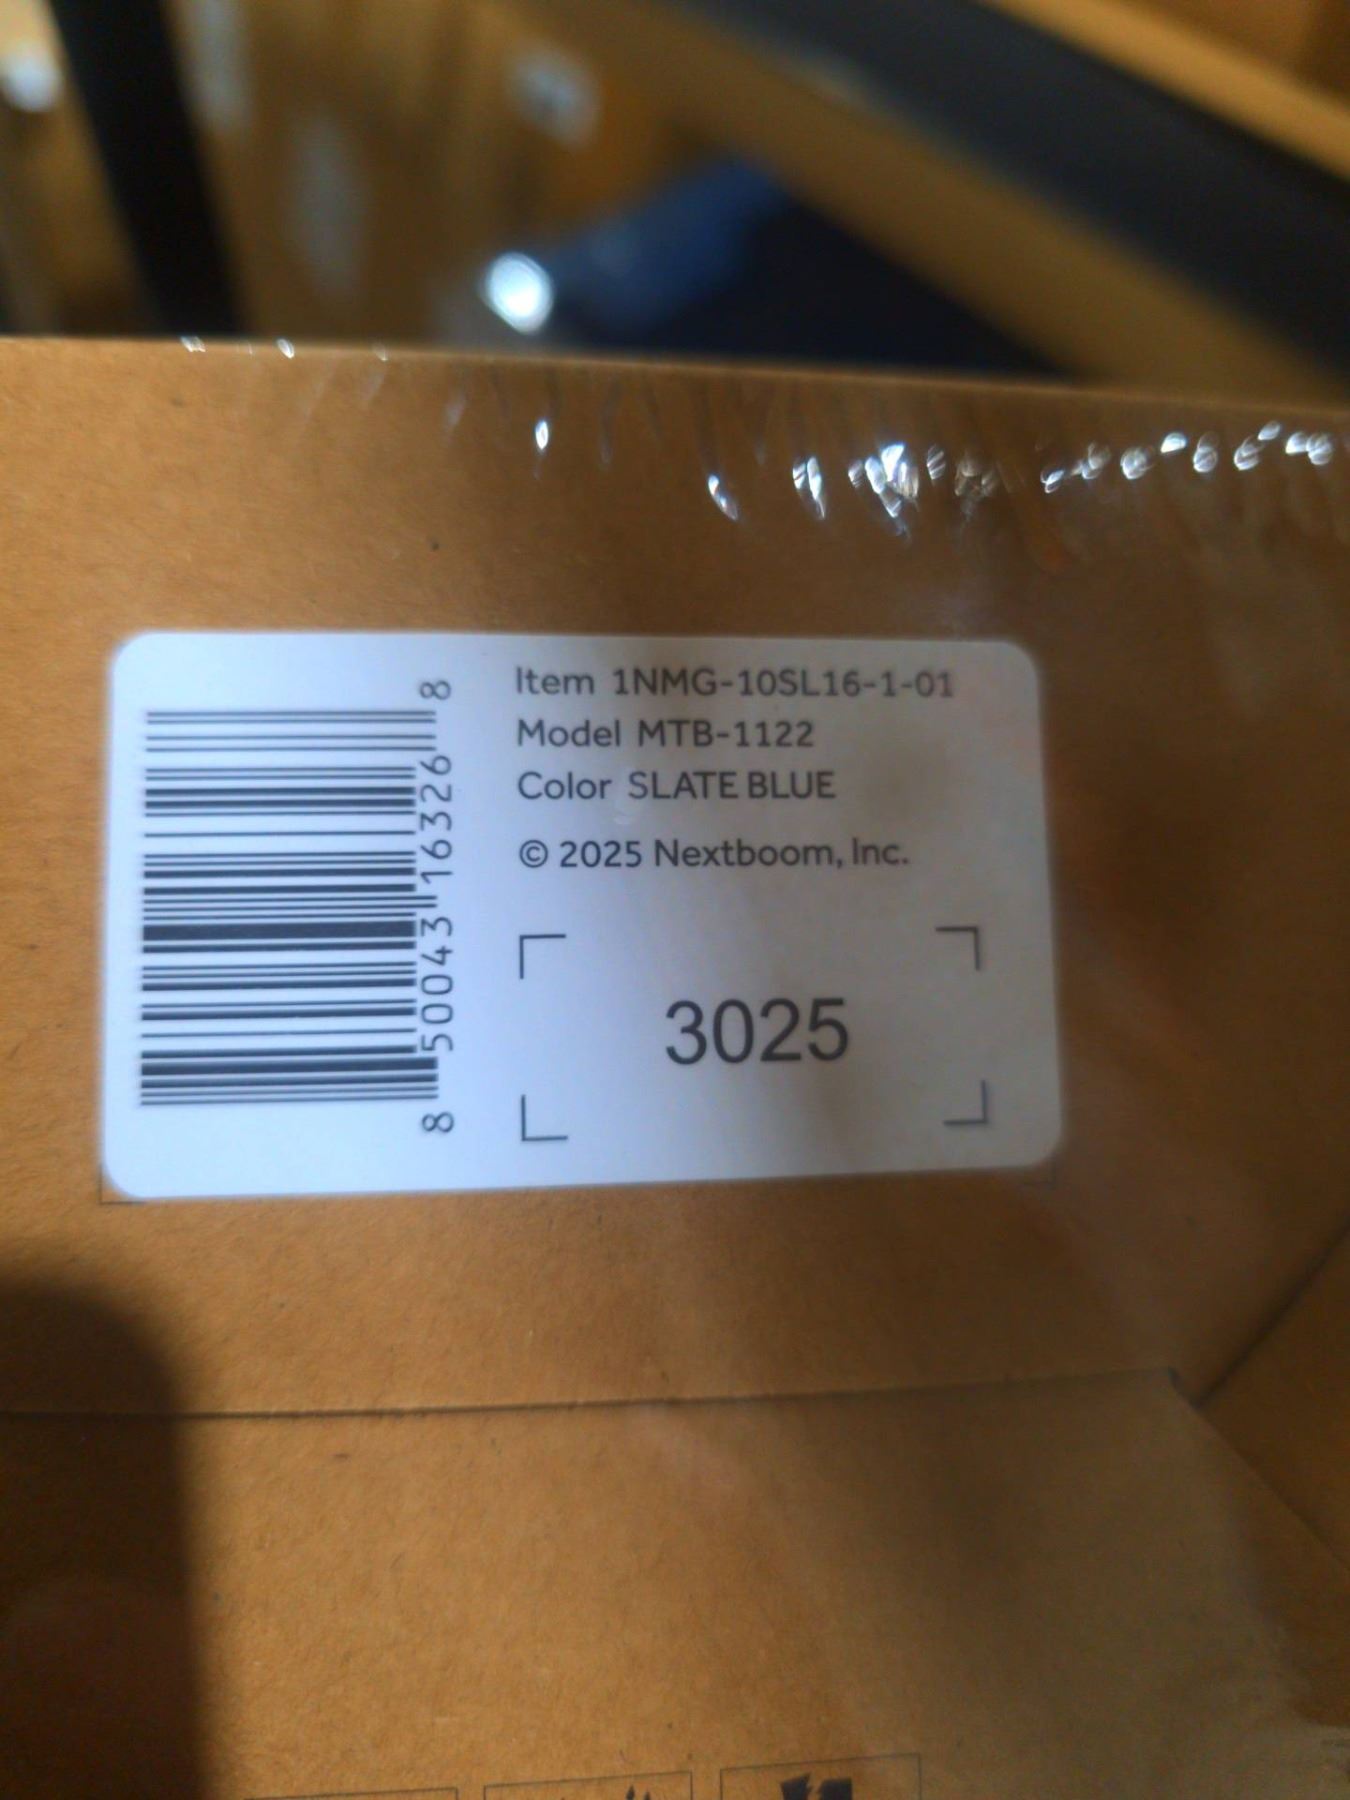 8 50043 16326 8
Item 1NMG-10SL16-1-01
Model MTB-1122
Color SLATE BLUE
© 2025 Nextboom, Inc.
3025